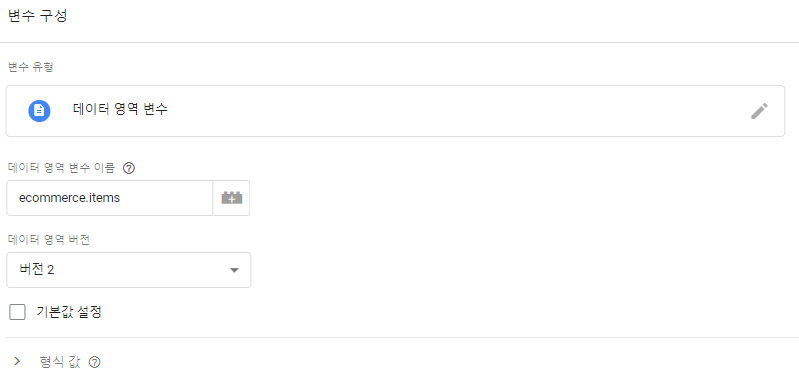 변수 구성
변수 유형
데이터 영역 변수
데이터 영역 변수 이름
ecommerce.items
데이터 영역 버전
버전 2
기본값 설정
형식 값